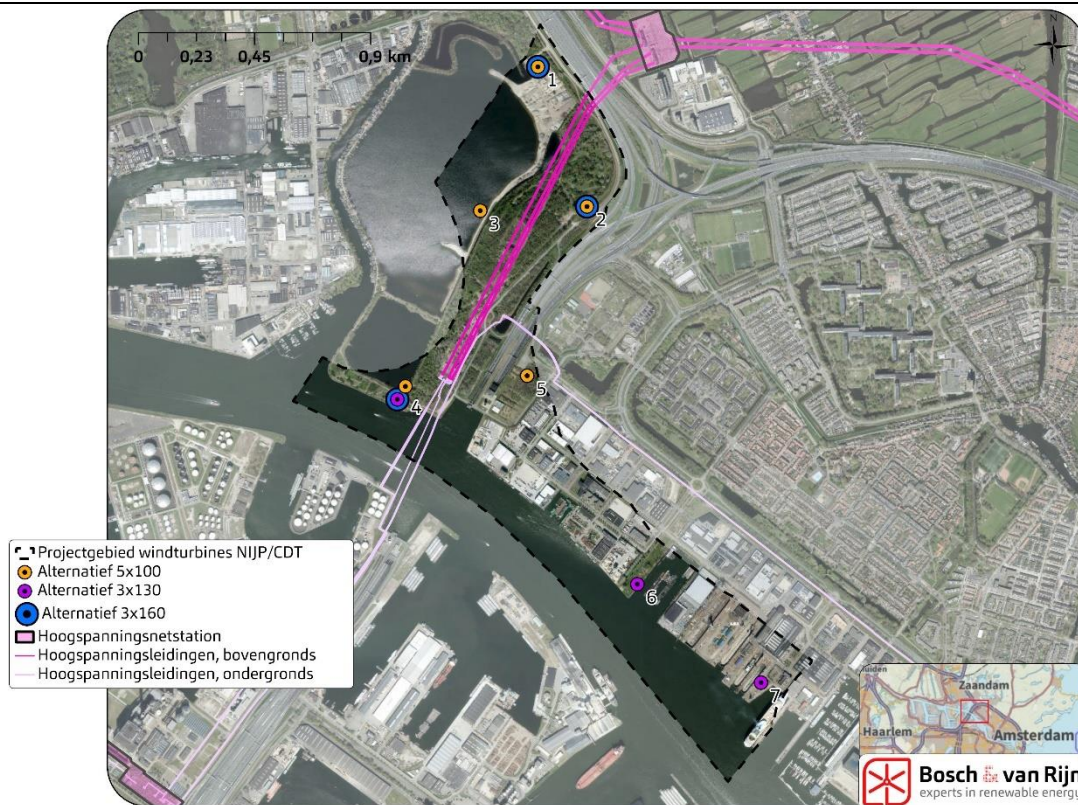 0 0,23 0,45 0,9 km
N
1
2
3
4
5
6
7
Projectgebied windturbines NIJP/CDT
Alternatief 5x100
Alternatief 3x130
Alternatief 3x160
Hoogspanningsnetstation
Hoogspanningsleidingen, bovengronds
Hoogspanningsleidingen, ondergronds
Zaandam
Haarlem
Amsterdam
Bosch & van Rijn
experts in renewable energy